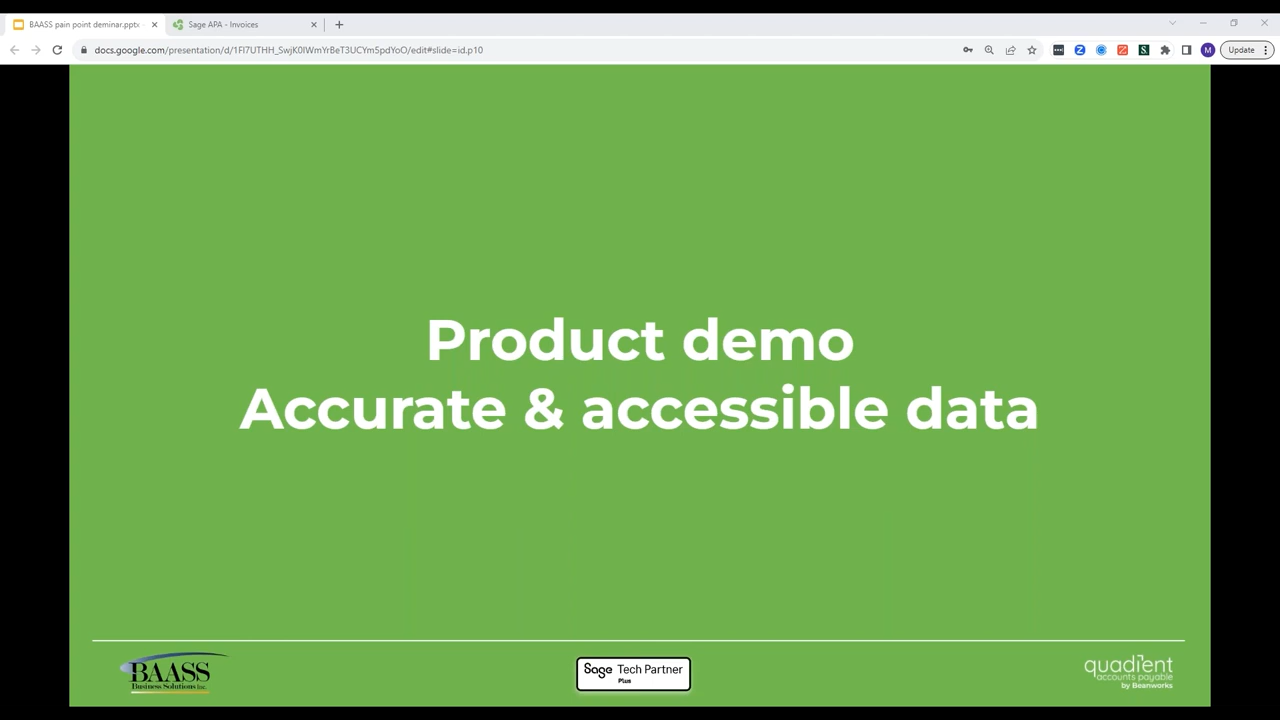 BAASS pain point deminar.pptx
Sage APA - Invoices
docs.google.com/presentation/d/1Fl7UTHH_SwjK0IWmYrBeT3UCYm5pdYoO/edit#slide=id.p10
M
Update
Product demo
Accurate & accessible data
BAASS
Business Solutions Inc.
Sage Tech Partner
Plus
quadient
accounts payable
by Beanworks